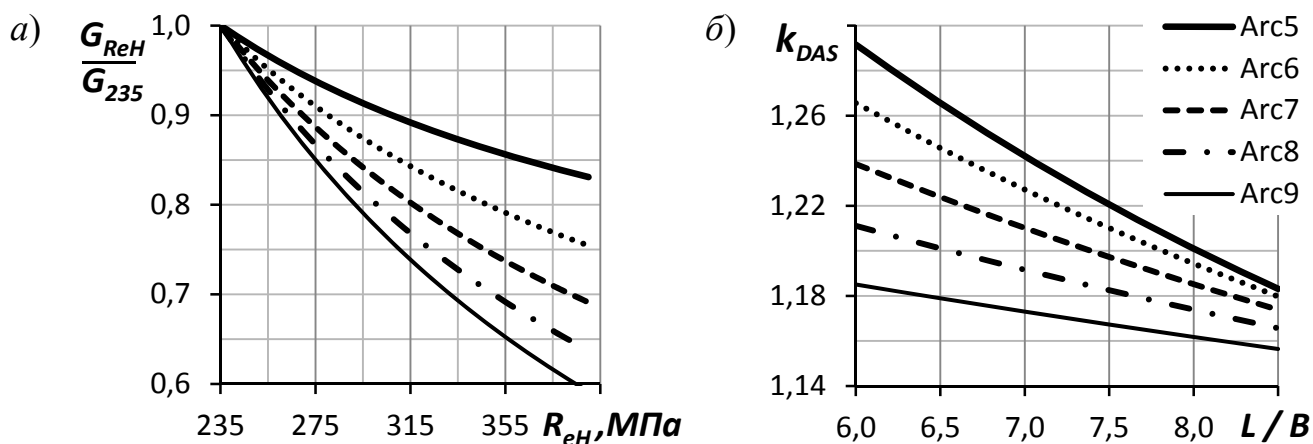 а)
G_ReH
G_235
1,0
0,9
0,8
0,7
0,6
235 275 315 355 R_eH, МПа
б)
k_DAS
1,26
1,22
1,18
1,14
6,0 6,5 7,0 7,5 8,0 L / B
Arc5
Arc6
Arc7
Arc8
Arc9